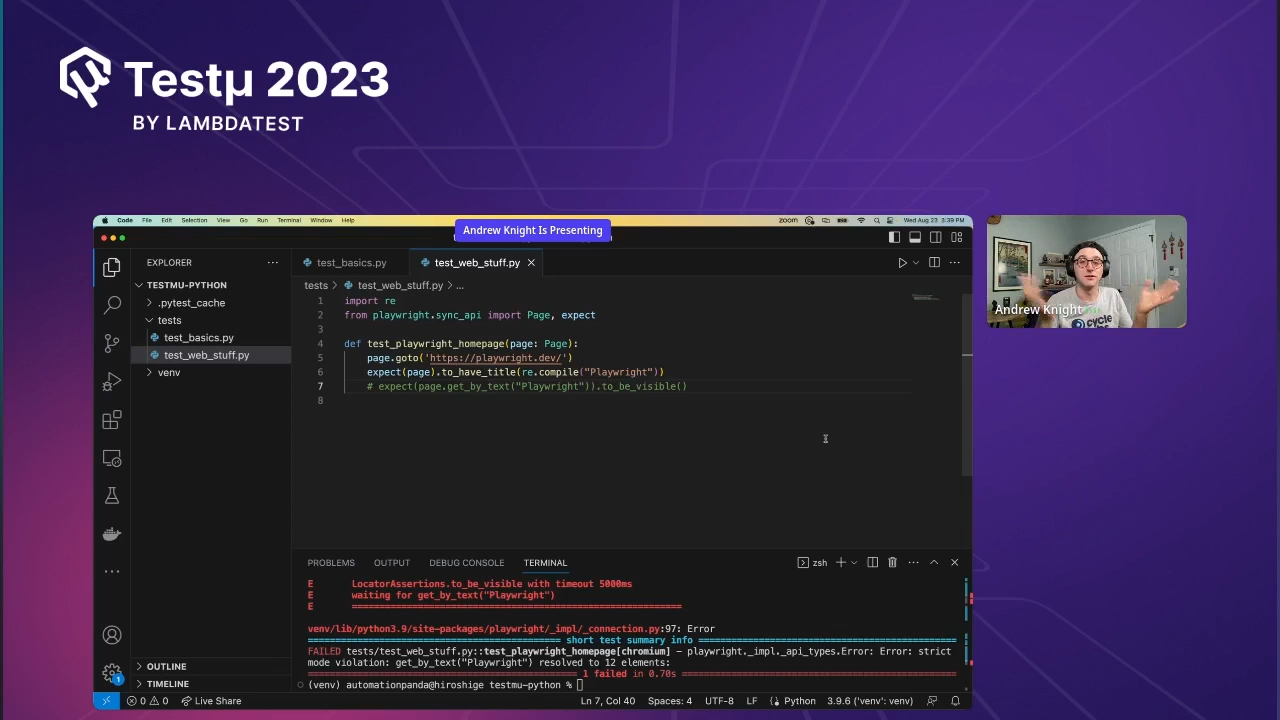 Testμ 2023
BY LAMBDATEST
Code File Edit Selection View Go Run Terminal Window Help
zoom
Wed Aug 23 3:39 PM
Andrew Knight Is Presenting
EXPLORER
test_basics.py
test_web_stuff.py
TESTMU-PYTHON
.pytest_cache
tests
test_basics.py
test_web_stuff.py
venv
OUTLINE
TIMELINE
tests > test_web_stuff.py > ...
1 import re
2 from playwright.sync_api import Page, expect
3
4 def test_playwright_homepage(page: Page):
5 page.goto('https://playwright.dev/')
6 expect(page).to_have_title(re.compile("Playwright"))
7 # expect(page.get_by_text("Playwright")).to_be_visible()
8
Andrew Knight
cycle
PROBLEMS OUTPUT DEBUG CONSOLE TERMINAL
zsh
E LocatorAssertions.to_be_visible with timeout 5000ms
E waiting for get_by_text("Playwright")
E ============================================================
venv/lib/python3.9/site-packages/playwright/_impl/_connection.py:97: Error
============================================== short test summary info ==============================================
FAILED tests/test_web_stuff.py::test_playwright_homepage[chromium] - playwright._impl._api_types.Error: Error: strict
mode violation: get_by_text("Playwright") resolved to 12 elements:
================================================ 1 failed in 0.70s =================================================
(venv) automationpanda@hiroshige testmu-python %
1
0 0 Live Share
Ln 7, Col 40 Spaces: 4 UTF-8 LF Python 3.9.6 ('venv': venv)